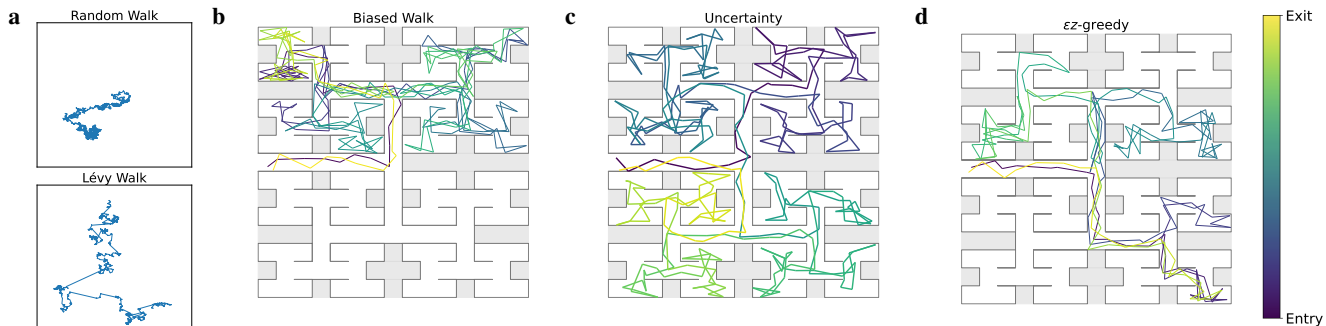 a
Random Walk
Lévy Walk
b
Biased Walk
c
Uncertainty
d
εz-greedy
Exit
Entry